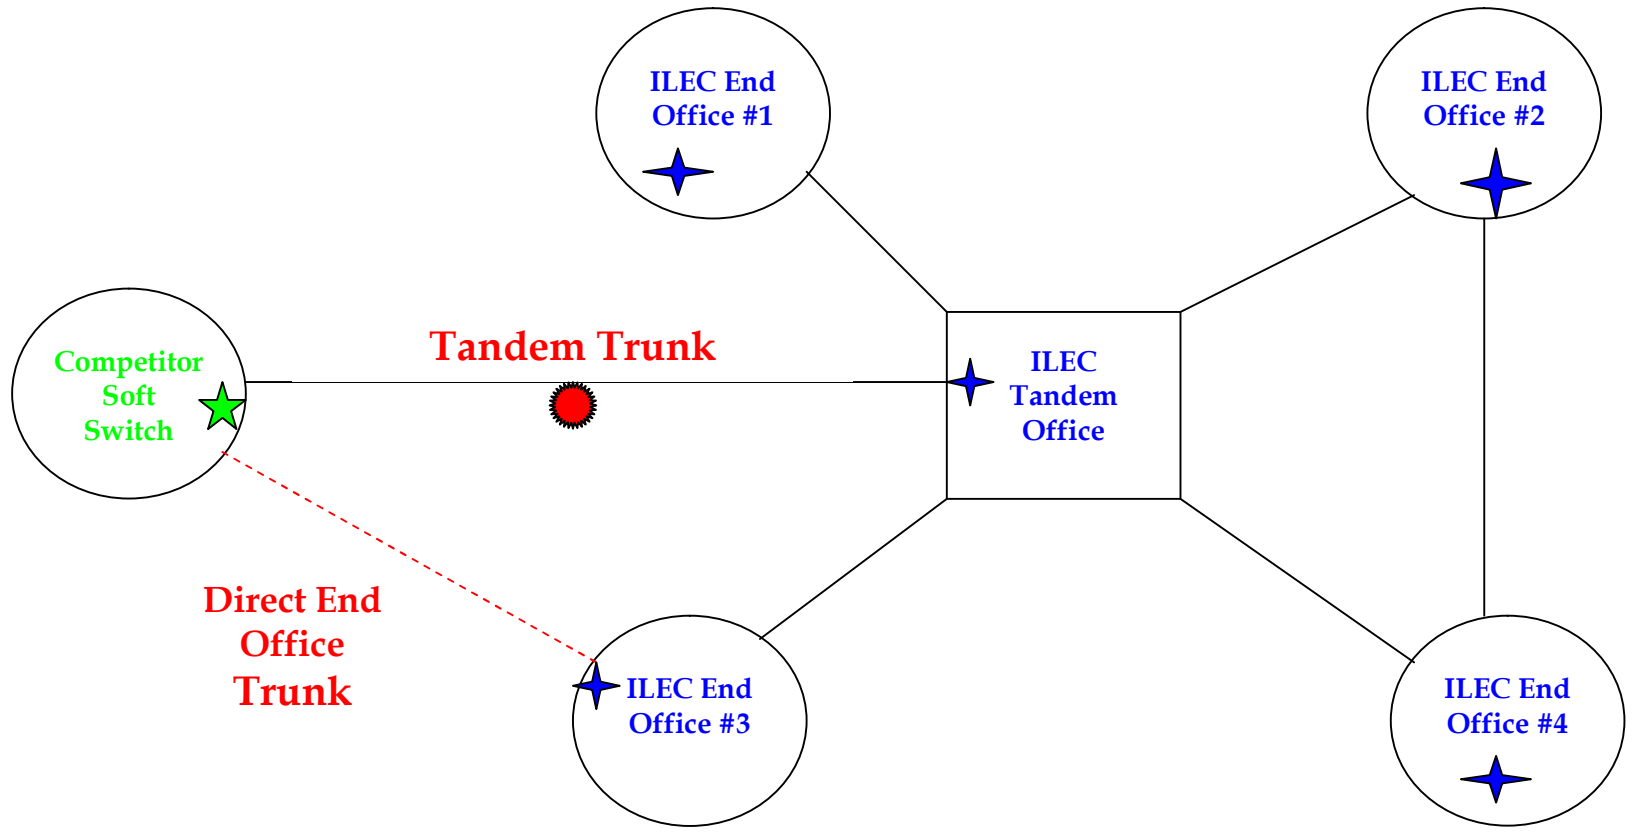 ILEC End
Office #1
ILEC End
Office #2
Tandem Trunk
Competitor
Soft
Switch
ILEC
Tandem
Office
Direct End
Office
Trunk
ILEC End
Office #3
ILEC End
Office #4